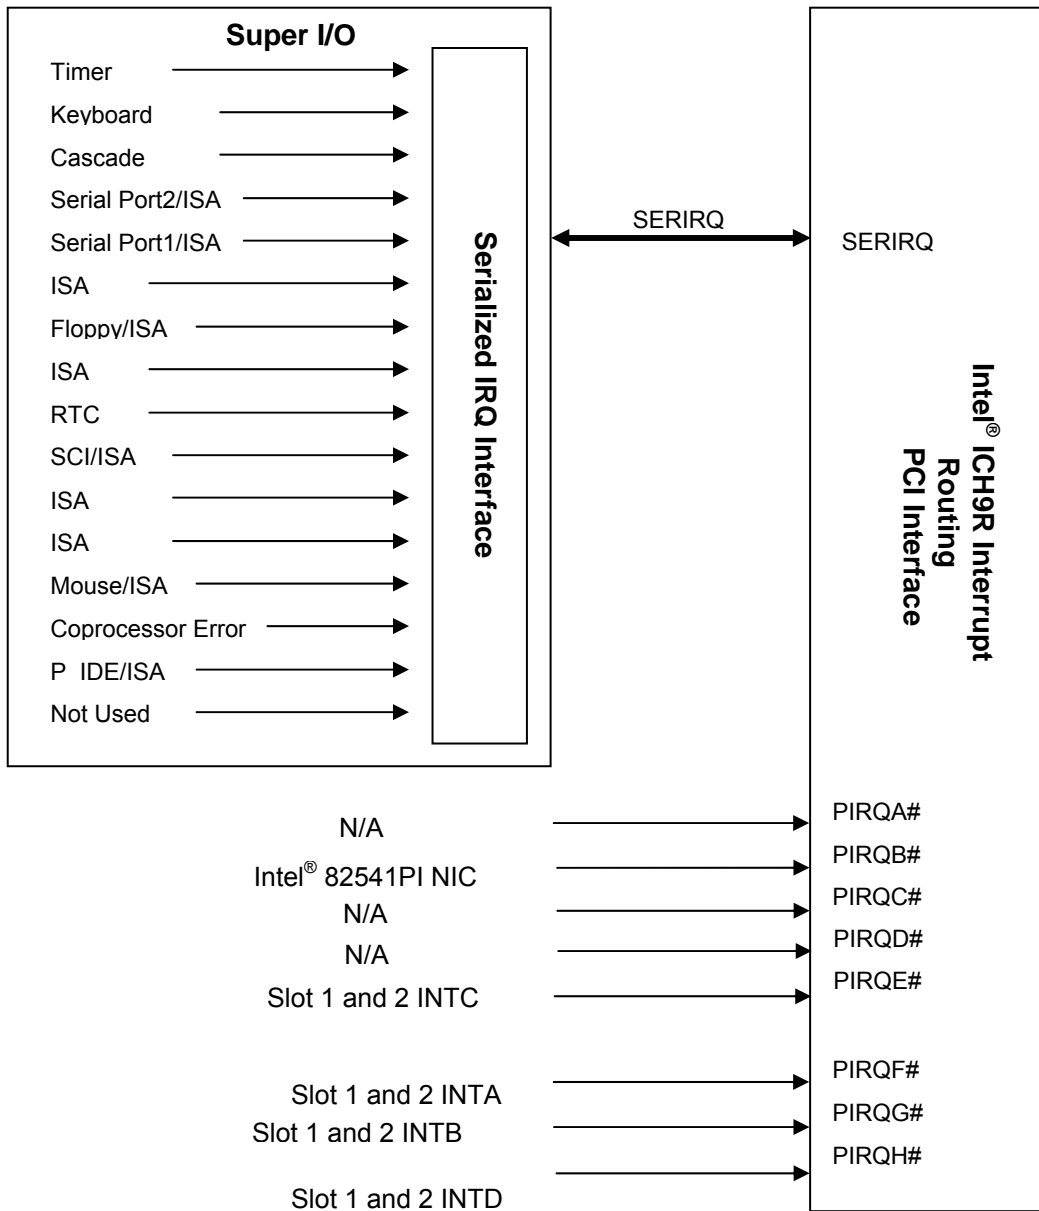 Super I/O
Timer
Keyboard
Cascade
Serial Port2/ISA
Serial Port1/ISA
ISA
Floppy/ISA
ISA
RTC
SCI/ISA
ISA
ISA
Mouse/ISA
Coprocessor Error
P IDE/ISA
Not Used
Serialized IRQ Interface
SERIRQ
SERIRQ
Intel® ICH9R Interrupt
Routing
PCI Interface
N/A
PIRQA#
Intel® 82541PI NIC
PIRQB#
N/A
PIRQC#
N/A
PIRQD#
Slot 1 and 2 INTC
PIRQE#
Slot 1 and 2 INTA
PIRQF#
Slot 1 and 2 INTB
PIRQG#
Slot 1 and 2 INTD
PIRQH#